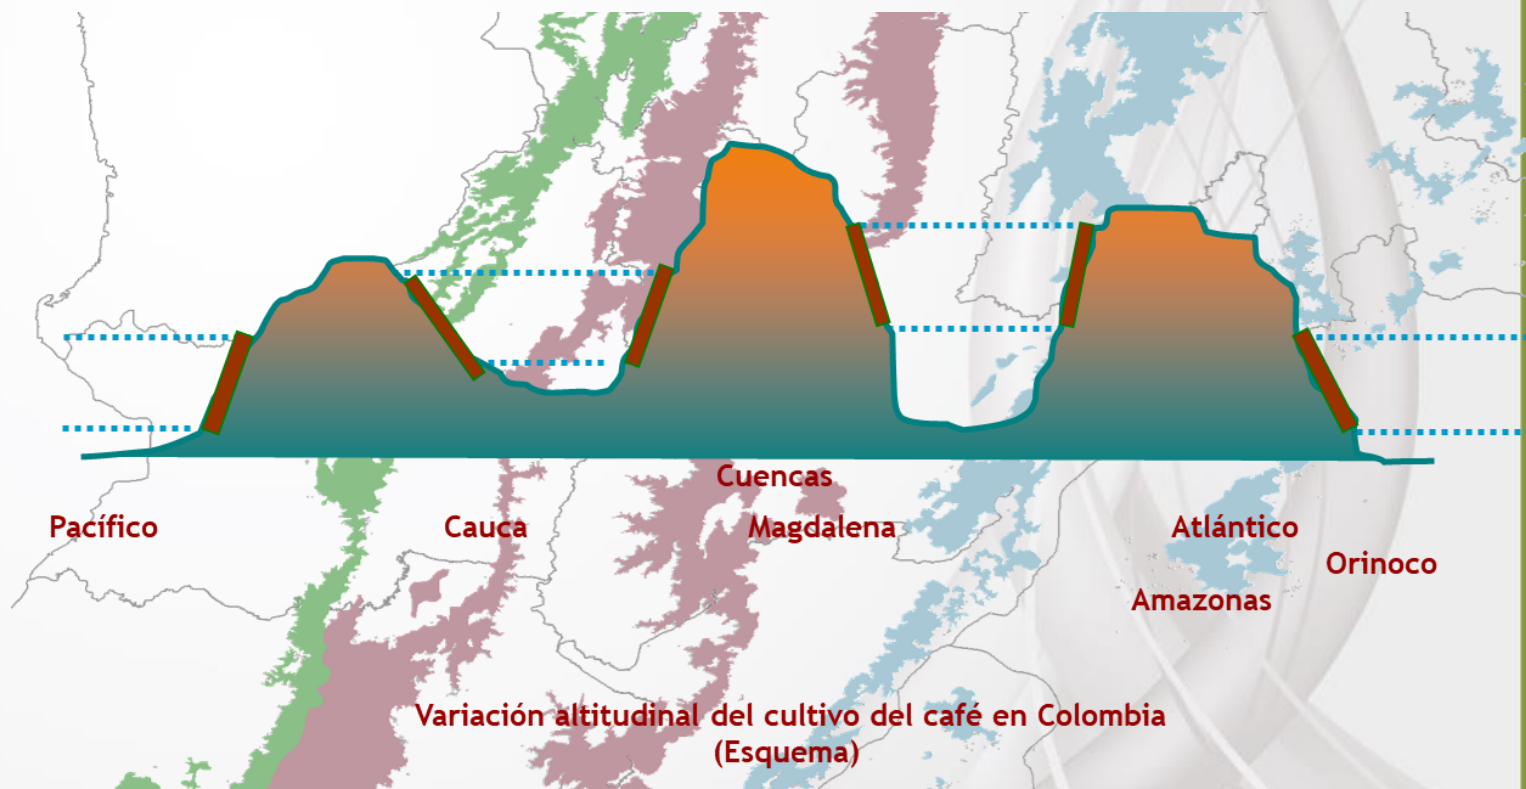 Cuencas
Pacífico
Cauca
Magdalena
Atlántico
Orinoco
Amazonas
Variación altitudinal del cultivo del café en Colombia
(Esquema)